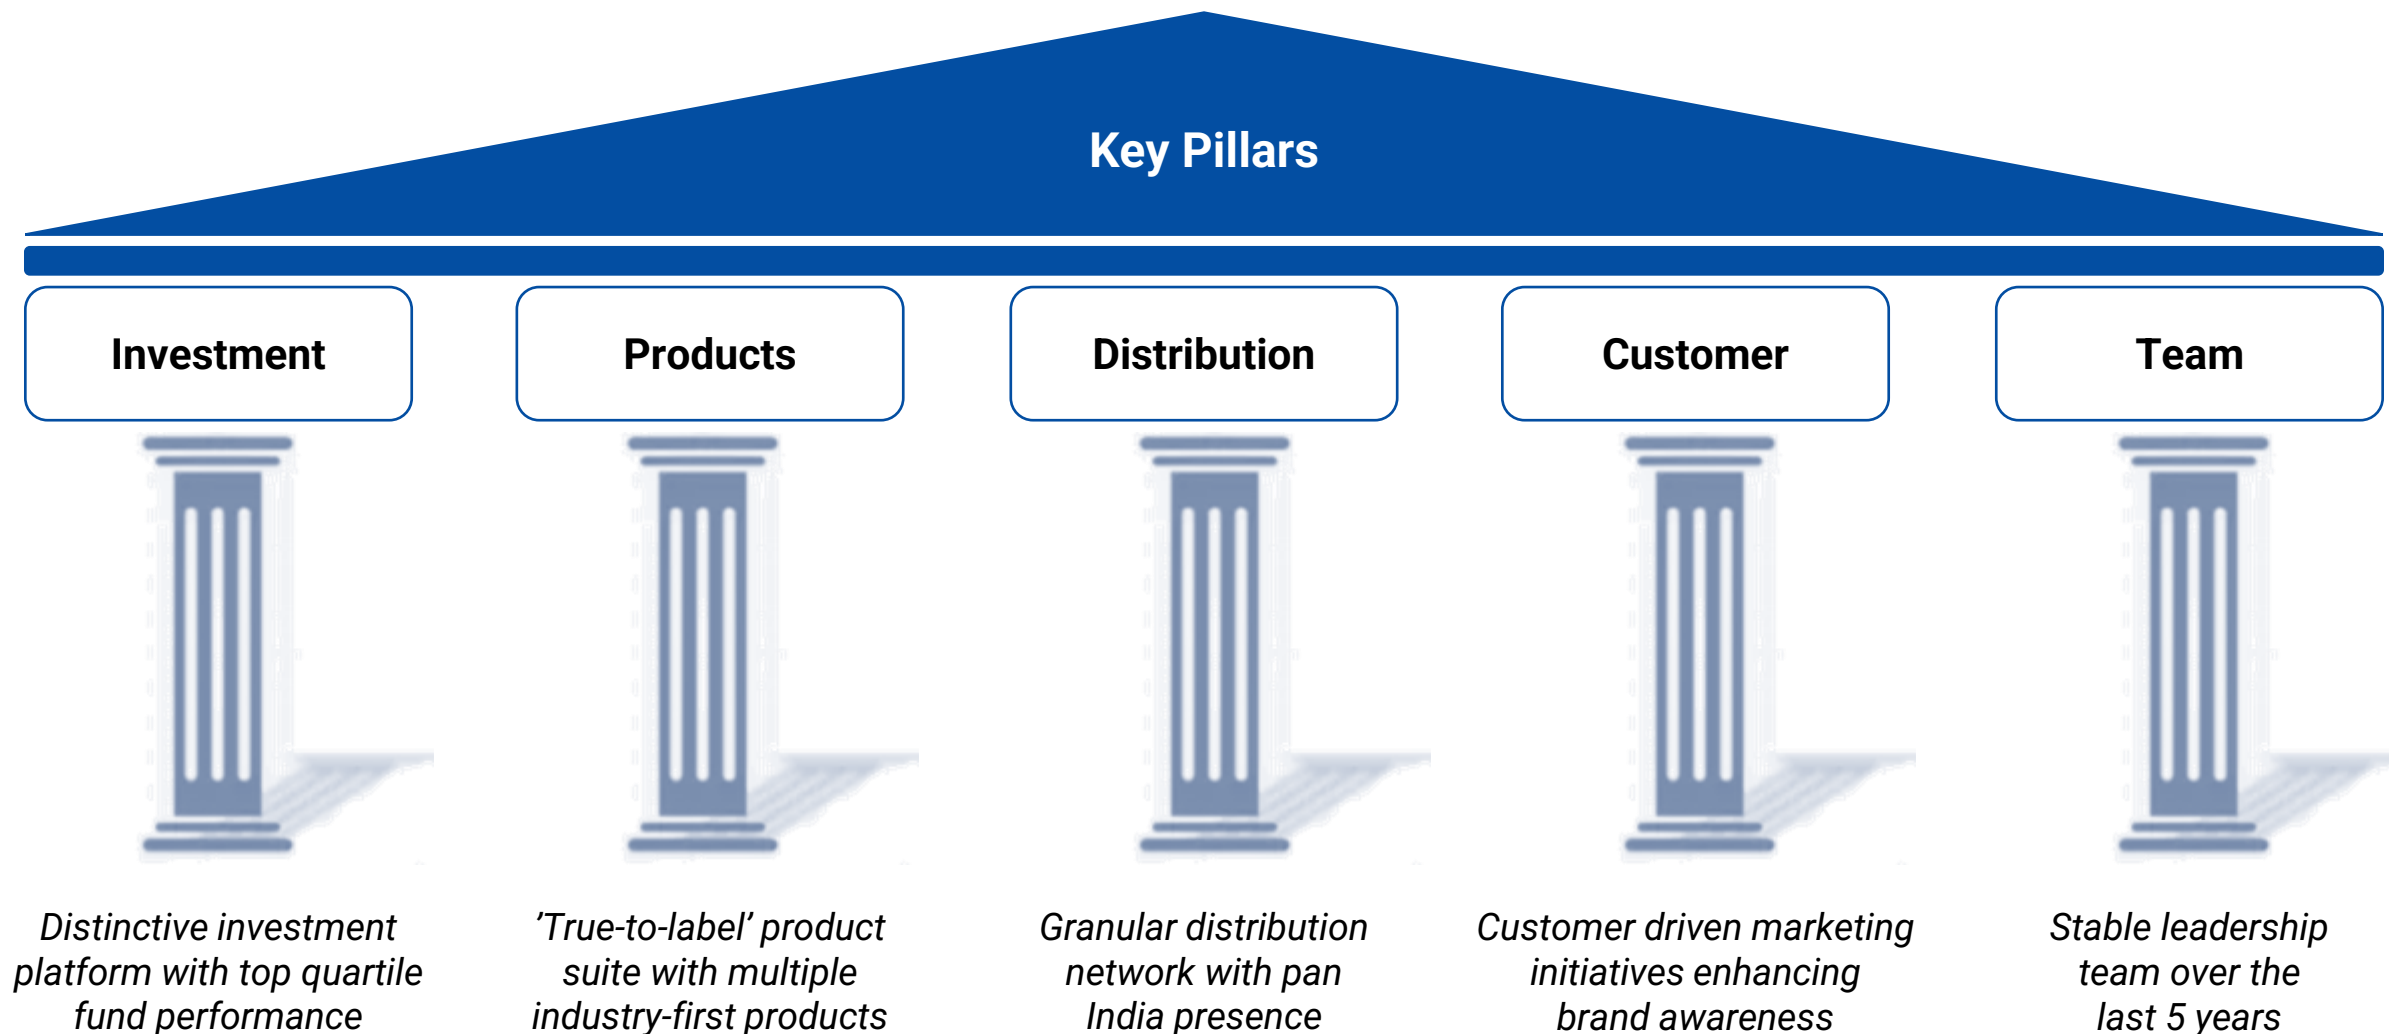 Key Pillars
Investment
Products
Distribution
Customer
Team
Distinctive investment
platform with top quartile
fund performance
’True-to-label’ product
suite with multiple
industry-first products
Granular distribution
network with pan
India presence
Customer driven marketing
initiatives enhancing
brand awareness
Stable leadership
team over the
last 5 years